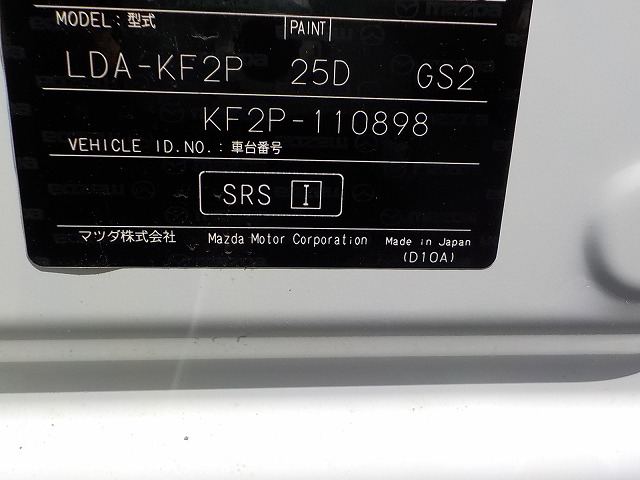 MODEL : 型式 PAINT
LDA-KF2P 25D GS2
KF2P-110898
VEHICLE ID.NO. : 車台番号
SRS I
マツダ株式会社 Mazda Motor Corporation Made in Japan
(D10A)